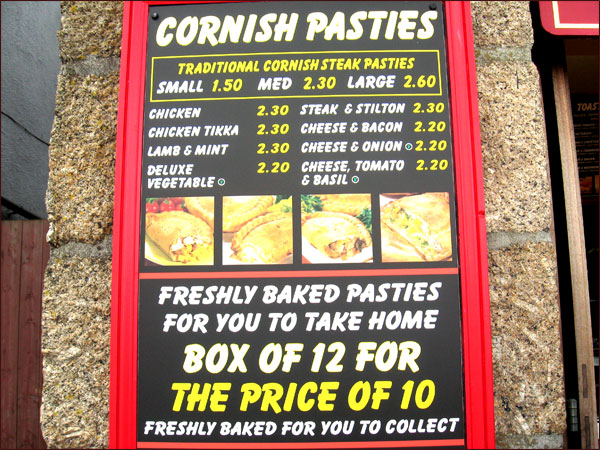 CORNISH PASTIES
TRADITIONAL CORNISH STEAK PASTIES
SMALL 1.50 MED 2.30 LARGE 2.60
CHICKEN 2.30
CHICKEN TIKKA 2.30
LAMB & MINT 2.30
DELUXE 2.20
VEGETABLE
STEAK & STILTON 2.30
CHEESE & BACON 2.20
CHEESE & ONION 2.20
CHEESE, TOMATO 2.20
& BASIL
FRESHLY BAKED PASTIES
FOR YOU TO TAKE HOME
BOX OF 12 FOR
THE PRICE OF 10
FRESHLY BAKED FOR YOU TO COLLECT